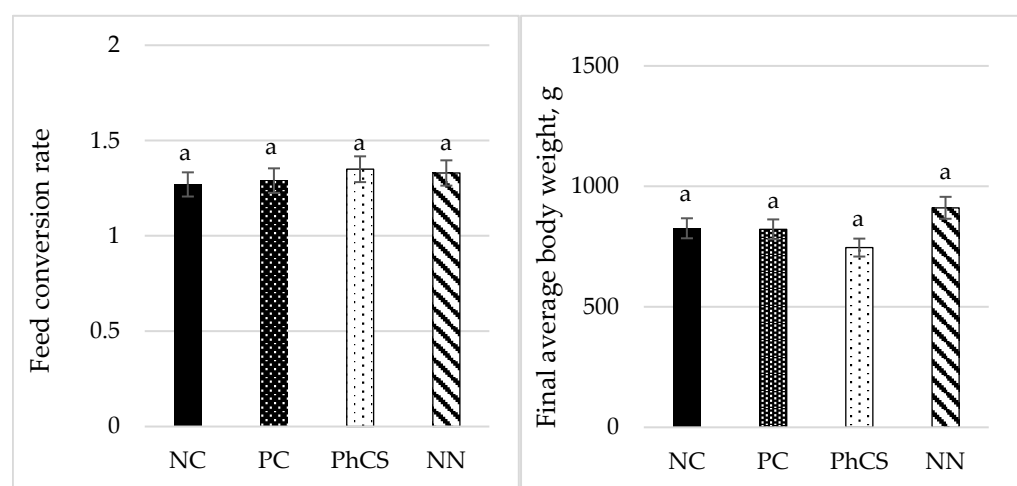 Feed conversion rate
2
1.5
1
0.5
0
a a a a
NC PC PhCS NN
Final average body weight, g
1500
1000
500
0
a a a a
NC PC PhCS NN